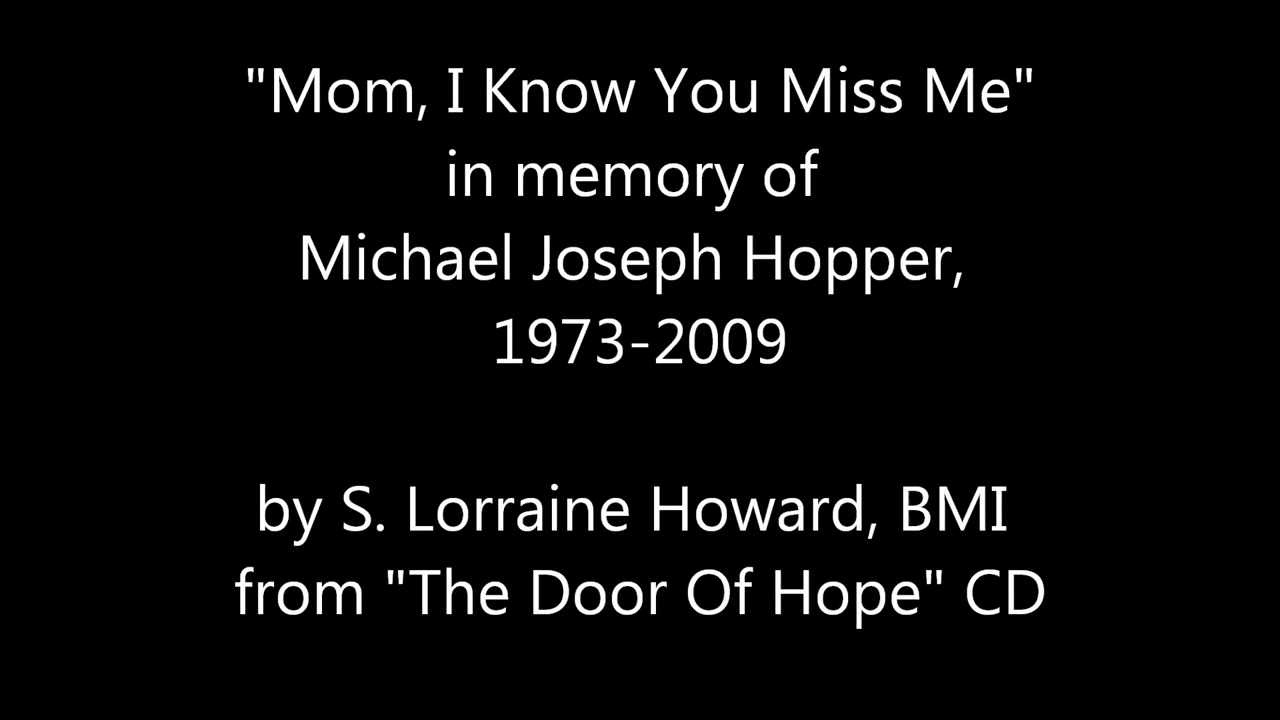 "Mom, I Know You Miss Me"
in memory of
Michael Joseph Hopper,
1973-2009
by S. Lorraine Howard, BMI
from "The Door Of Hope" CD